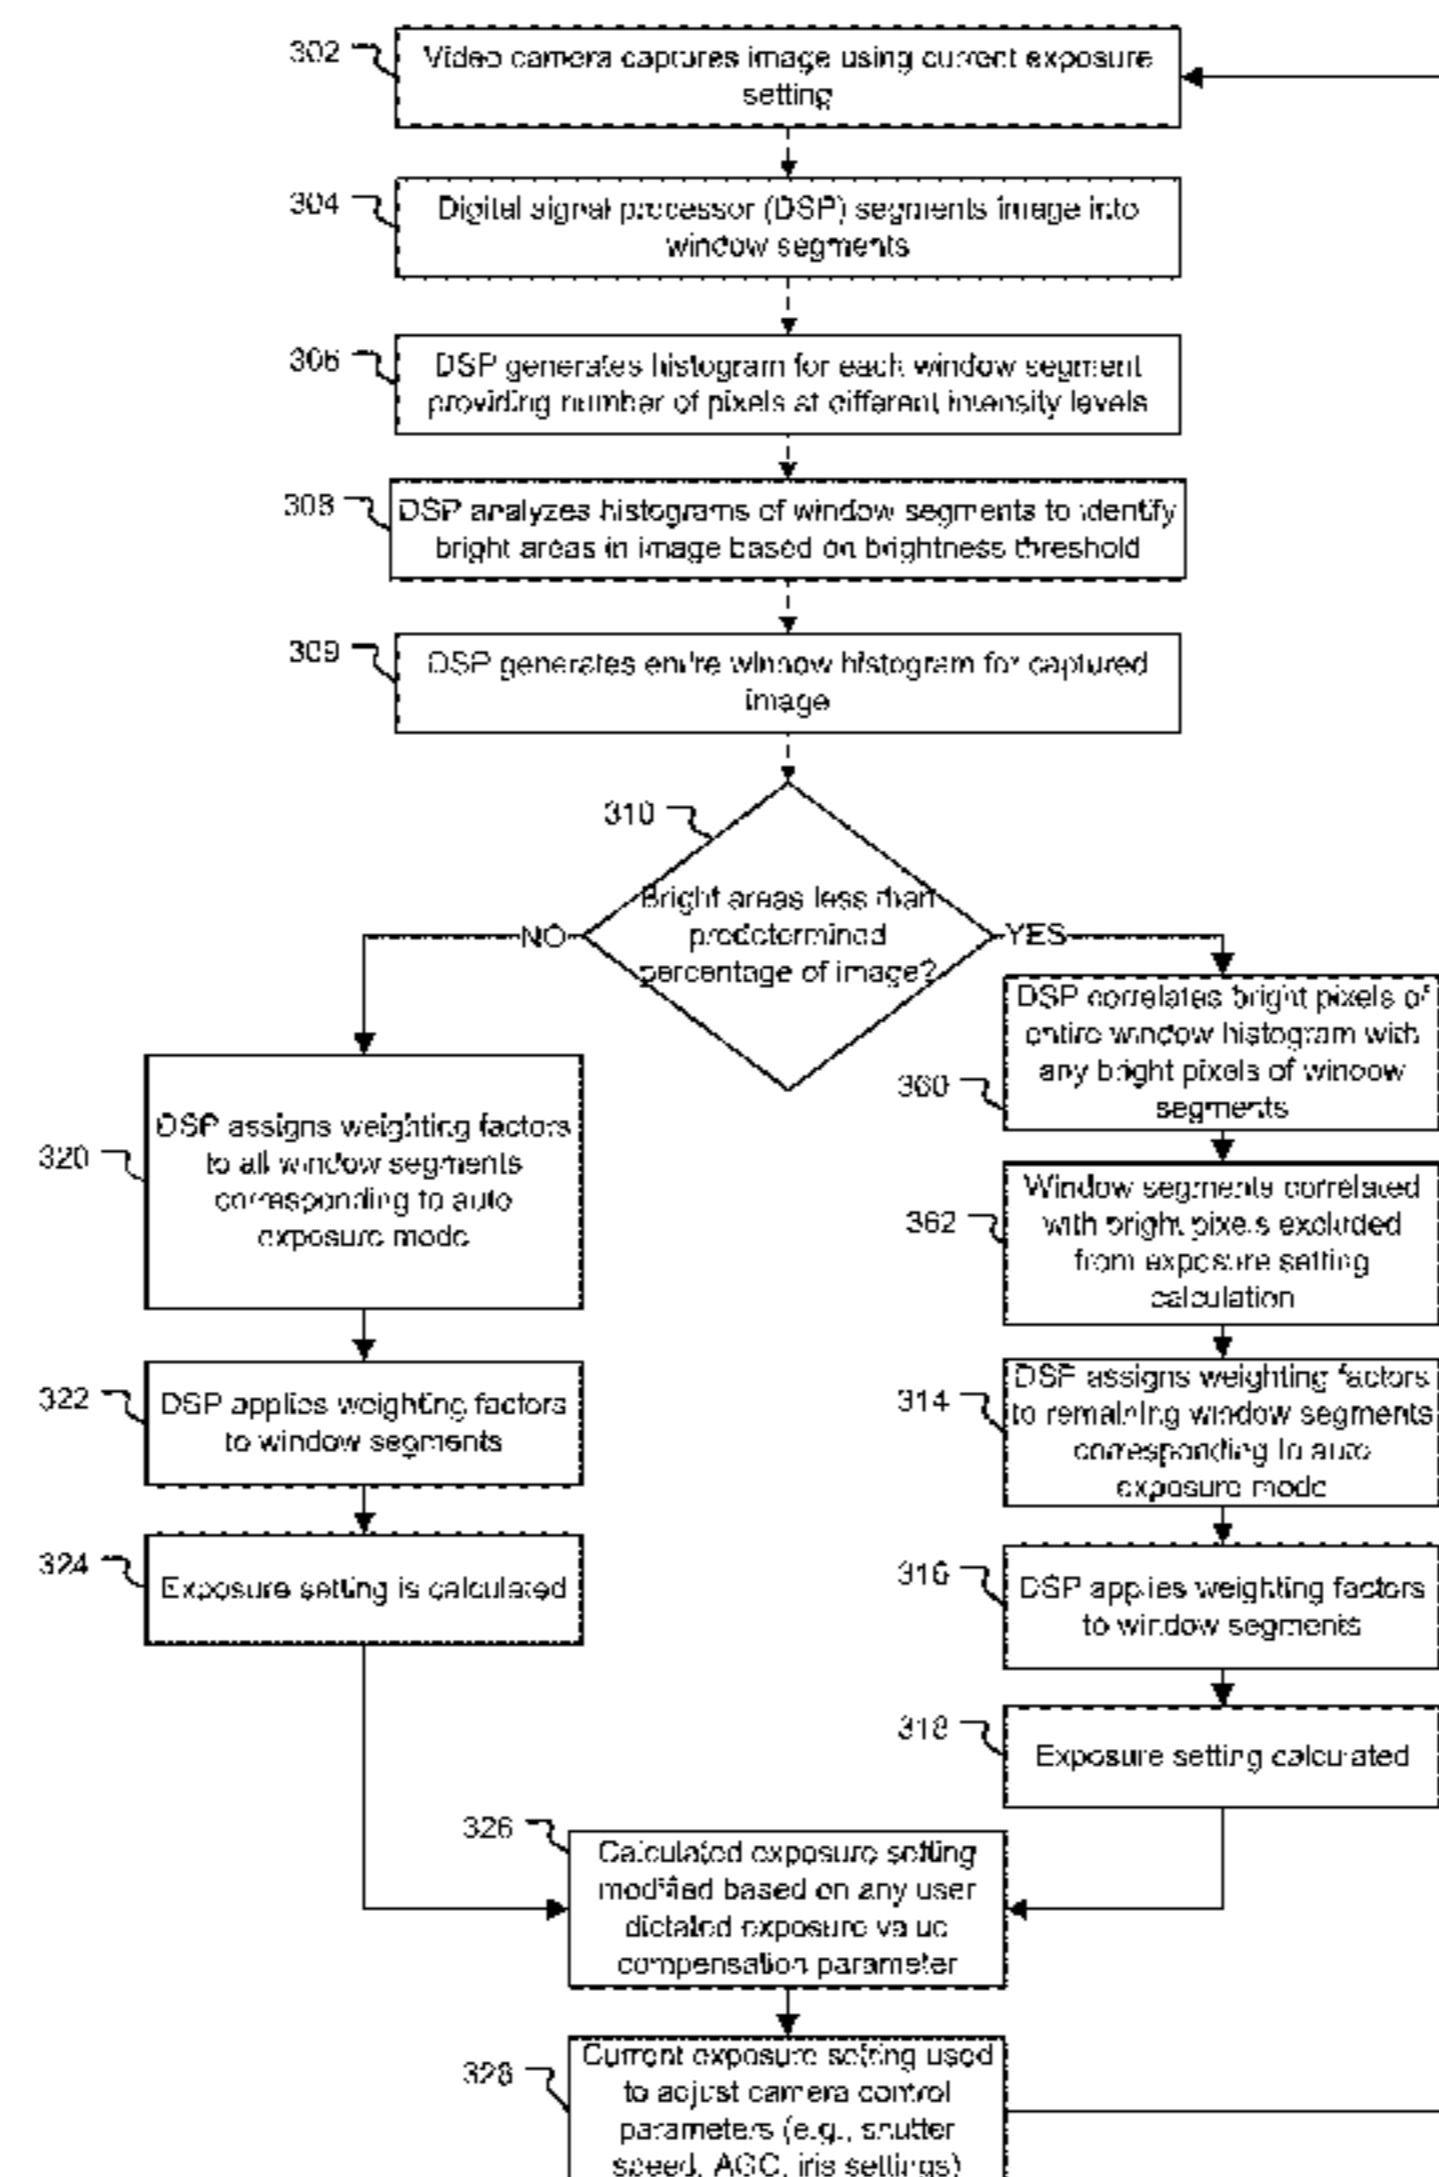 302
Video camera captures image using current exposure
setting
304
Digital signal processor (DSP) segments image into
window segments
306
DSP generates histogram for each window segment
providing number of pixels at different intensity levels
308
DSP analyzes histograms of window segments to identify
bright areas in image based on brightness threshold
309
DSP generates entire window histogram for captured
image
310
Bright areas less than
predetermined
percentage of image?
NO
YES
320
DSP assigns weighting factors
to all window segments
corresponding to auto
exposure mode
322
DSP applies weighting factors
to window segments
324
Exposure setting is calculated
360
DSP correlates bright pixels of
entire window histogram with
any bright pixels of window
segments
362
Window segments correlated
with bright pixels excluded
from exposure setting
calculation
314
DSP assigns weighting factors
to remaining window segments
corresponding to auto
exposure mode
316
DSP applies weighting factors
to window segments
318
Exposure setting calculated
326
Calculated exposure setting
modified based on any user
dictated exposure value
compensation parameter
328
Current exposure setting used
to adjust camera control
parameters (e.g., shutter
speed, AGC, iris settings)